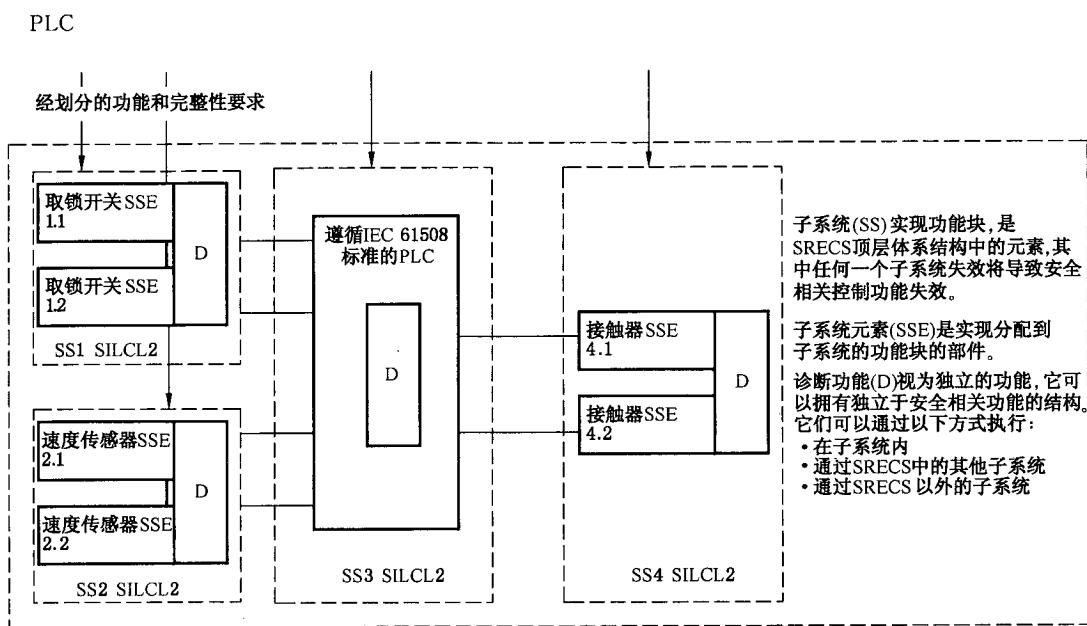 PLC
经划分的功能和完整性要求
取锁开关SSE
1.1
D
取锁开关SSE
1.2
SS1 SILCL2
速度传感器SSE
2.1
D
速度传感器SSE
2.2
SS2 SILCL2
遵循IEC 61508
标准的PLC
D
SS3 SILCL2
接触器SSE
4.1
D
接触器SSE
4.2
SS4 SILCL2
子系统(SS)实现功能块,是
SRECS顶层体系结构中的元素,其
中任何一个子系统失效将导致安全
相关控制功能失效。
子系统元素(SSE)是实现分配到
子系统的功能块的部件。
诊断功能(D)视为独立的功能,它可
以拥有独立于安全相关功能的结构。
它们可以通过以下方式执行:
•在子系统内
•通过SRECS中的其他子系统
•通过SRECS以外的子系统